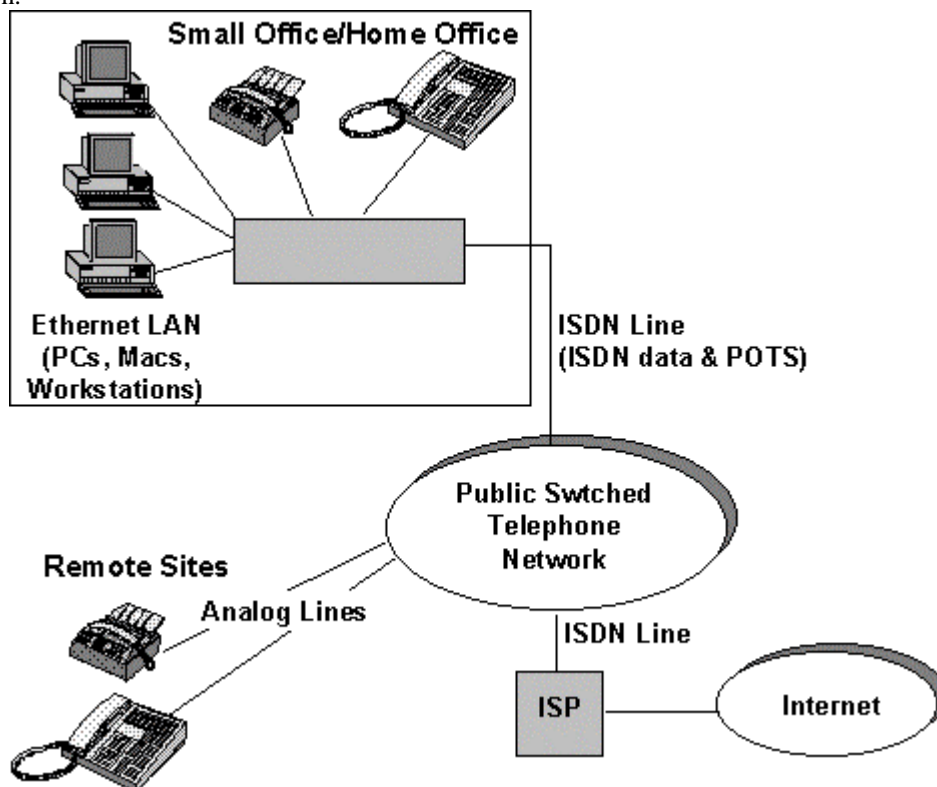 Small Office/Home Office
Ethernet LAN
(PCs, Macs,
Workstations)
ISDN Line
(ISDN data & POTS)
Public Swtched
Telephone
Network
Remote Sites
Analog Lines
ISDN Line
ISP
Internet